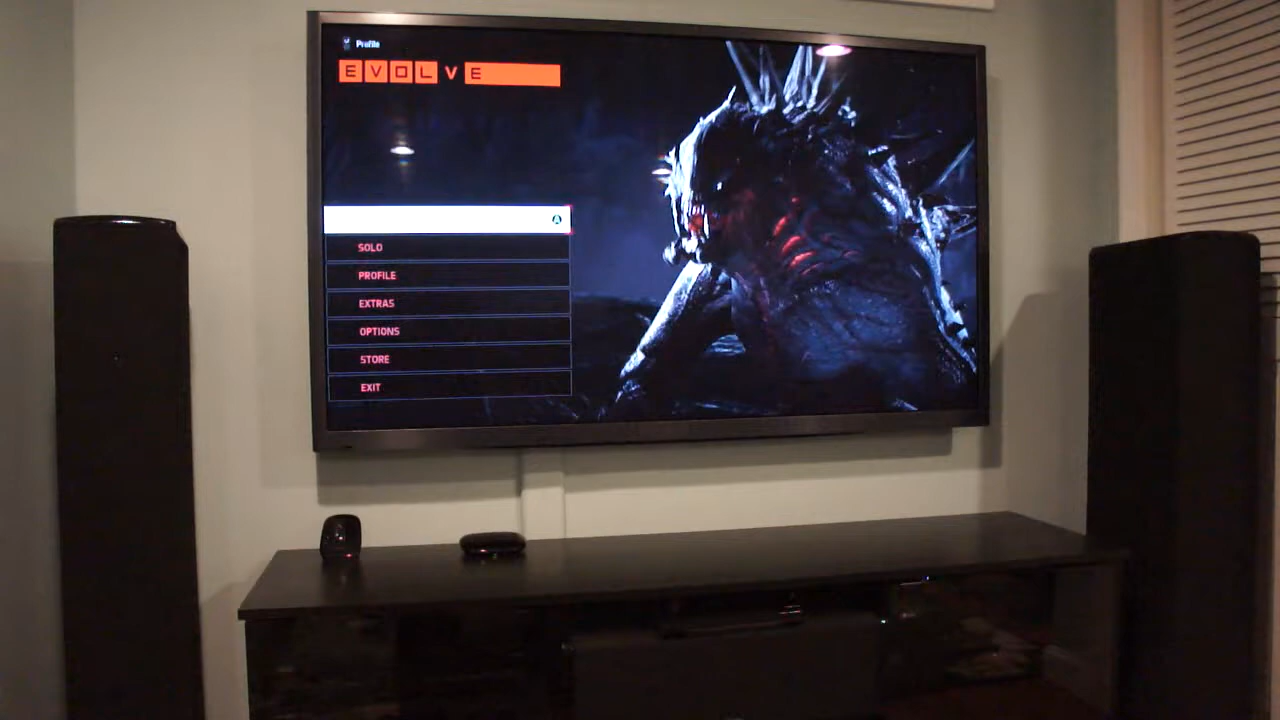 Profile
EVOLVE
A
SOLO
PROFILE
EXTRAS
OPTIONS
STORE
EXIT